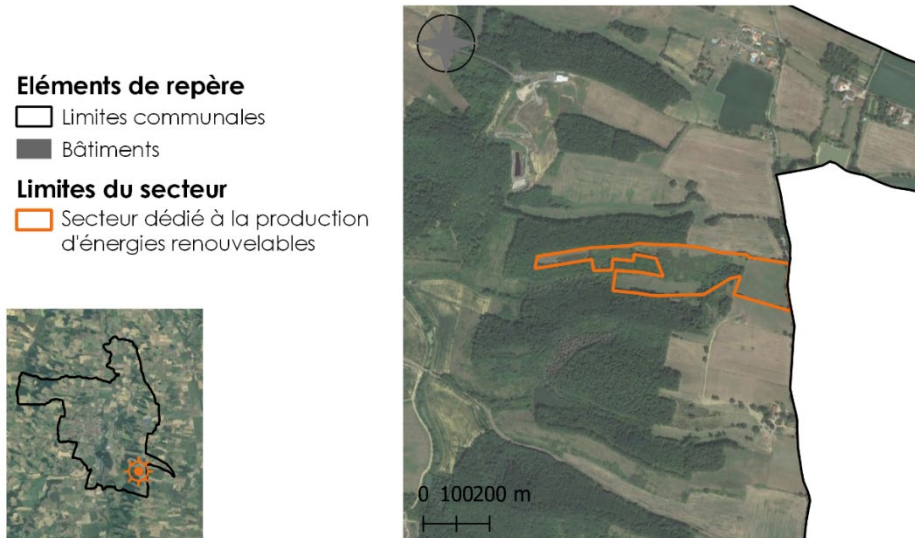 Eléments de repère
Limites communales
Bâtiments
Limites du secteur
Secteur dédié à la production
d'énergies renouvelables
0 100200 m